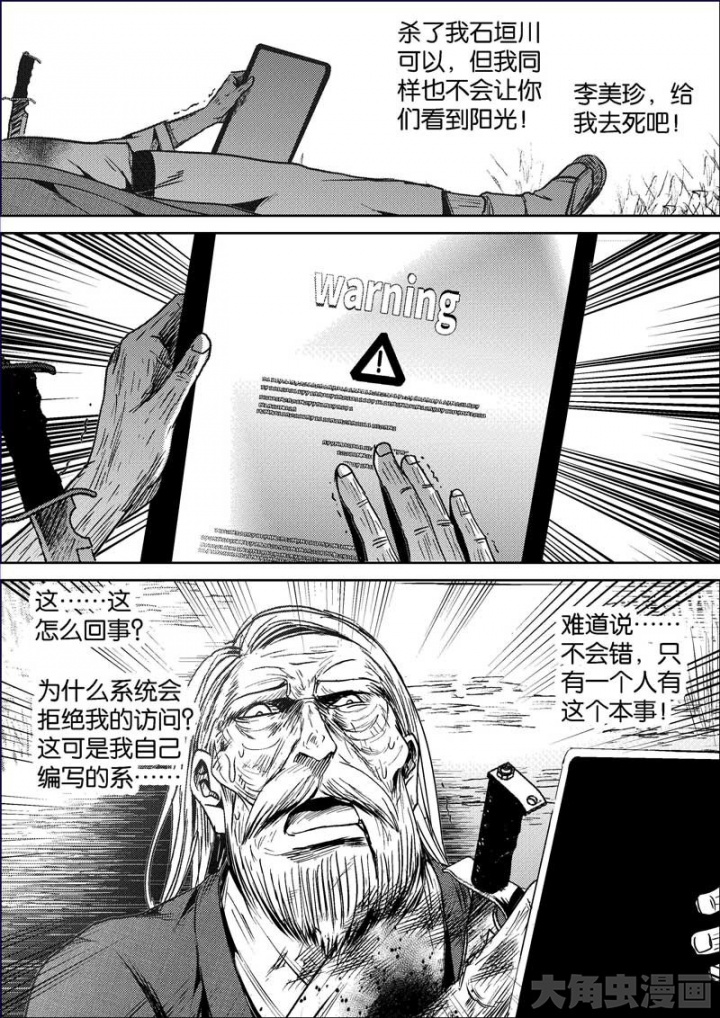 杀了我石垣川
可以，但我同
样也不会让你
们看到阳光！
李美珍，给
我去死吧！
warning
这……这
怎么回事？
为什么系统会
拒绝我的访问？
这可是我自己
编写的系……
难道说……
不会错，只
有一个人有
这个本事！
大角虫漫画